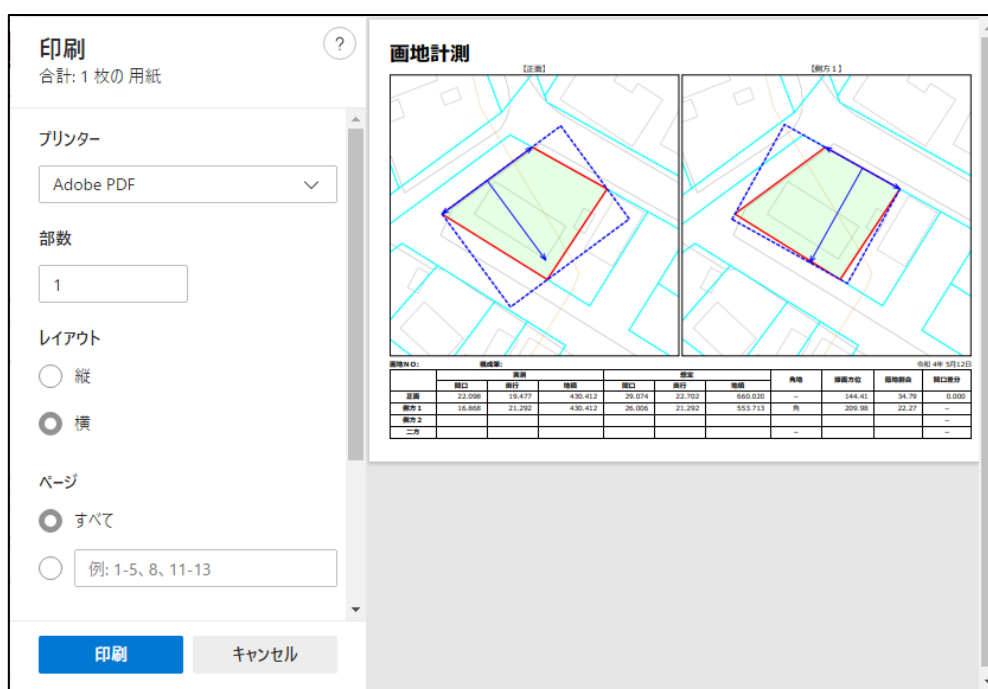 印刷
?
合計: 1 枚の 用紙
プリンター
Adobe PDF
部数
1
レイアウト
縦
横
ページ
すべて
例: 1-5、8、11-13
印刷
キャンセル
画地計測
【正面】 【側方１】
画地NO: 構成筆: 令和 4年 5月12日
実測 想定 角地 接面方位 陰地割合 間口差分
間口 奥行 地積 間口 奥行 地積
正面 22.098 19.477 430.412 29.074 22.702 660.020 － 144.41 34.79 0.000
側方１ 16.868 21.292 430.412 26.006 21.292 553.713 角 209.98 22.27 －
側方２ －
二方 － －